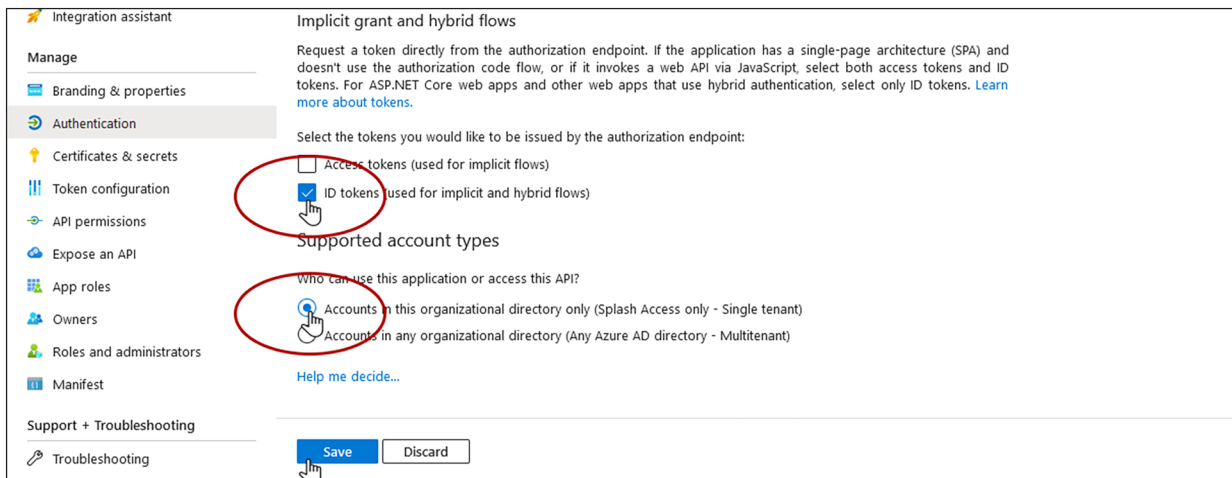 Integration assistant
Manage
Branding & properties
Authentication
Certificates & secrets
Token configuration
API permissions
Expose an API
App roles
Owners
Roles and administrators
Manifest
Support + Troubleshooting
Troubleshooting
Implicit grant and hybrid flows
Request a token directly from the authorization endpoint. If the application has a single-page architecture (SPA) and
doesn't use the authorization code flow, or if it invokes a web API via JavaScript, select both access tokens and ID
tokens. For ASP.NET Core web apps and other web apps that use hybrid authentication, select only ID tokens. Learn
more about tokens.
Select the tokens you would like to be issued by the authorization endpoint:
Access tokens (used for implicit flows)
ID tokens (used for implicit and hybrid flows)
Supported account types
Who can use this application or access this API?
Accounts in this organizational directory only (Splash Access only - Single tenant)
Accounts in any organizational directory (Any Azure AD directory - Multitenant)
Help me decide...
Save
Discard